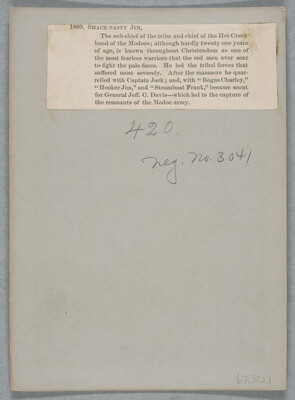 1606. SHACK-NASTY JIM,
The sub-chief of the tribe and chief of the Hot Creek
band of the Modocs; although hardly twenty-one years
of age, is known throughout Christendom as one of
the most fearless warriors that the red men ever sent
to fight the pale-faces. He led the tribal forces that
suffered most severely. After the massacre he quar-
relled with Captain Jack; and, with "Bogus Charley,"
"Hooker Jim," and "Steamboat Frank," became scout
for General Jeff. C. Davis—which led to the capture of
the remnants of the Modoc army.
420.
neg. No. 3041